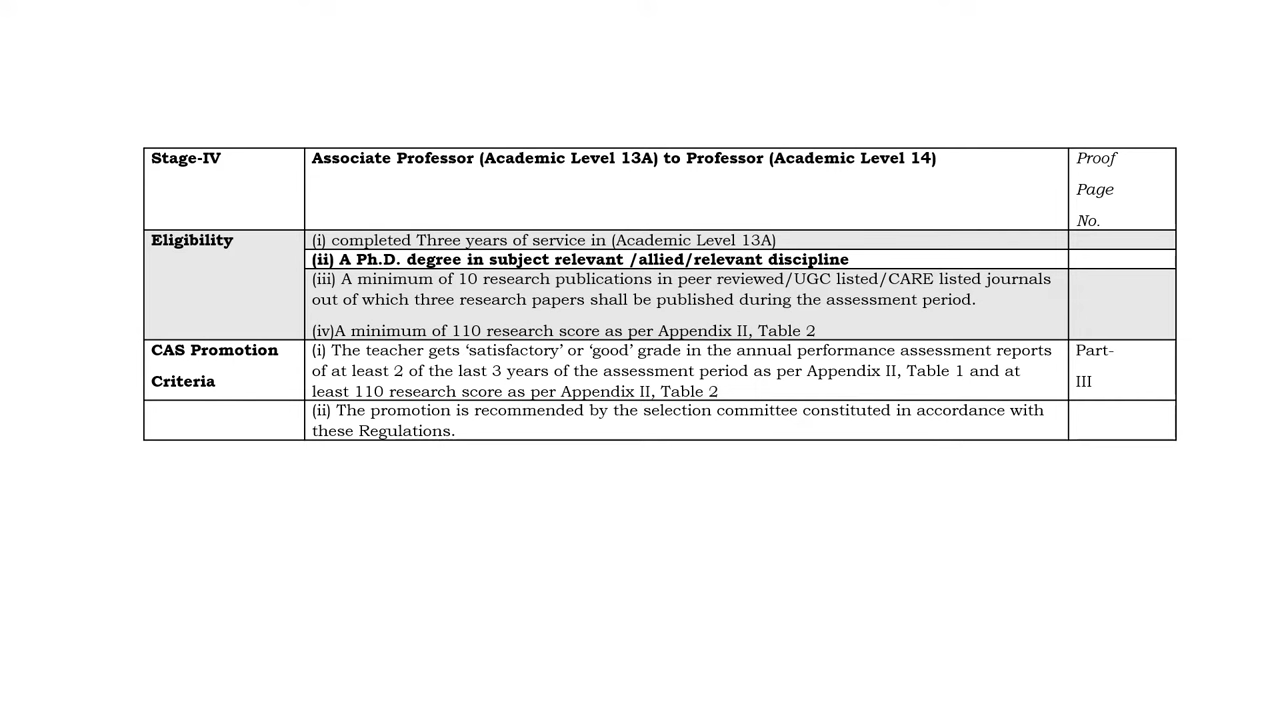 Stage-IV
Associate Professor (Academic Level 13A) to Professor (Academic Level 14)
Proof
Page
No.
Eligibility
(i) completed Three years of service in (Academic Level 13A)
(ii) A Ph.D. degree in subject relevant /allied/relevant discipline
(iii) A minimum of 10 research publications in peer reviewed/UGC listed/CARE listed journals
out of which three research papers shall be published during the assessment period.
(iv)A minimum of 110 research score as per Appendix II, Table 2
CAS Promotion
Criteria
(i) The teacher gets ‘satisfactory’ or ‘good’ grade in the annual performance assessment reports
of at least 2 of the last 3 years of the assessment period as per Appendix II, Table 1 and at
least 110 research score as per Appendix II, Table 2
Part-
III
(ii) The promotion is recommended by the selection committee constituted in accordance with
these Regulations.